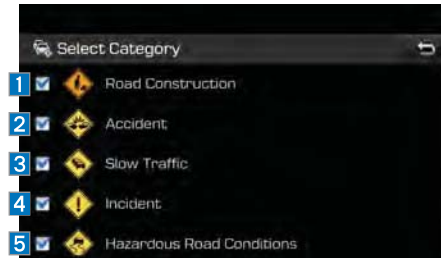 Select Category
1 Road Construction
2 Accident
3 Slow Traffic
4 Incident
5 Hazardous Road Conditions